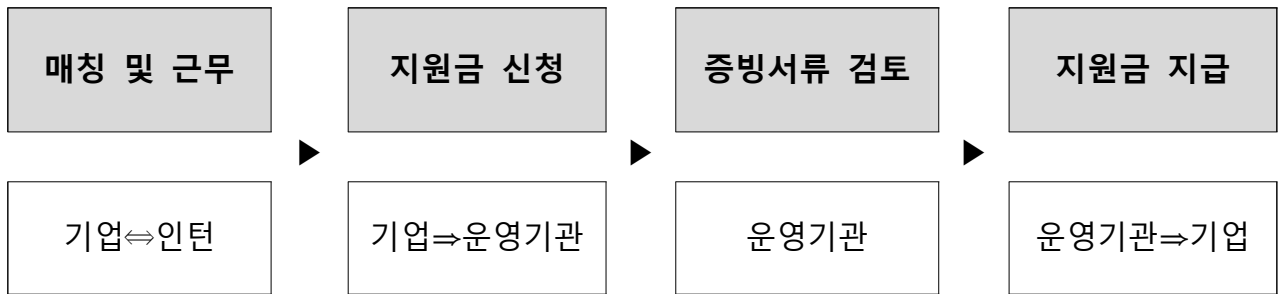 매칭 및 근무
지원금 신청
증빙서류 검토
지원금 지급
▶ ▶ ▶
기업⇔인턴
기업⇒운영기관
운영기관
운영기관⇒기업